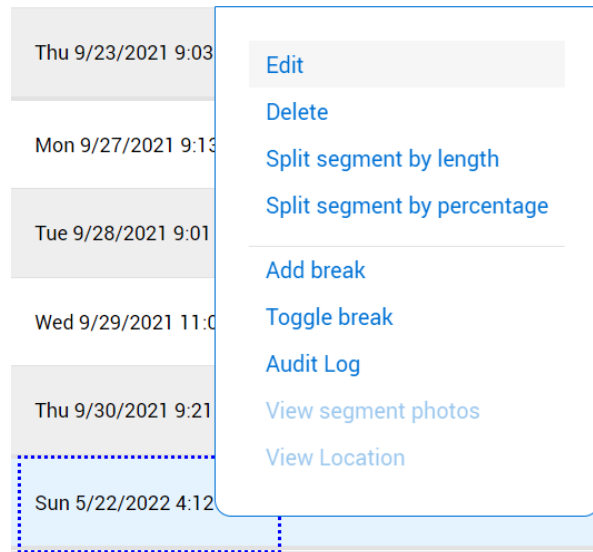 Thu 9/23/2021 9:03
Mon 9/27/2021 9:13
Tue 9/28/2021 9:01
Wed 9/29/2021 11:0
Thu 9/30/2021 9:21
Sun 5/22/2022 4:12
Edit
Delete
Split segment by length
Split segment by percentage
Add break
Toggle break
Audit Log
View segment photos
View Location